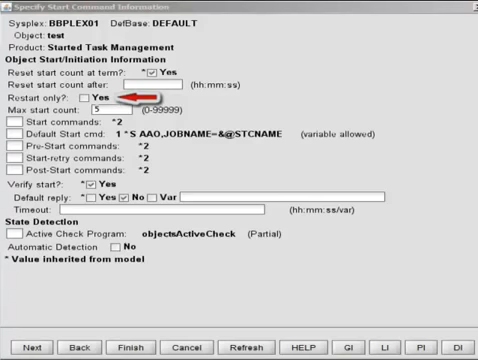 Specify Start Command Information
Sysplex: BBPLEX01 DefBase: DEFAULT
Object: test
Product: Started Task Management
Object Start/Initiation Information
Reset start count at term?: * Yes
Reset start count after: (hh:mm:ss)
Restart only?: Yes
Max start count: 5 (0-99999)
Start commands: *2
Default Start cmd: 1 * S AAO,JOBNAME=&@STCNAME (variable allowed)
Pre-Start commands: *2
Start-retry commands: *2
Post-Start commands: *2
Verify start?: * Yes
Default reply: * Yes No Var
Timeout: (hh:mm:ss/var)
State Detection
Active Check Program: objectsActiveCheck (Partial)
Automatic Detection No
* Value inherited from model
Next Back Finish Cancel Refresh HELP GI LI PI DI